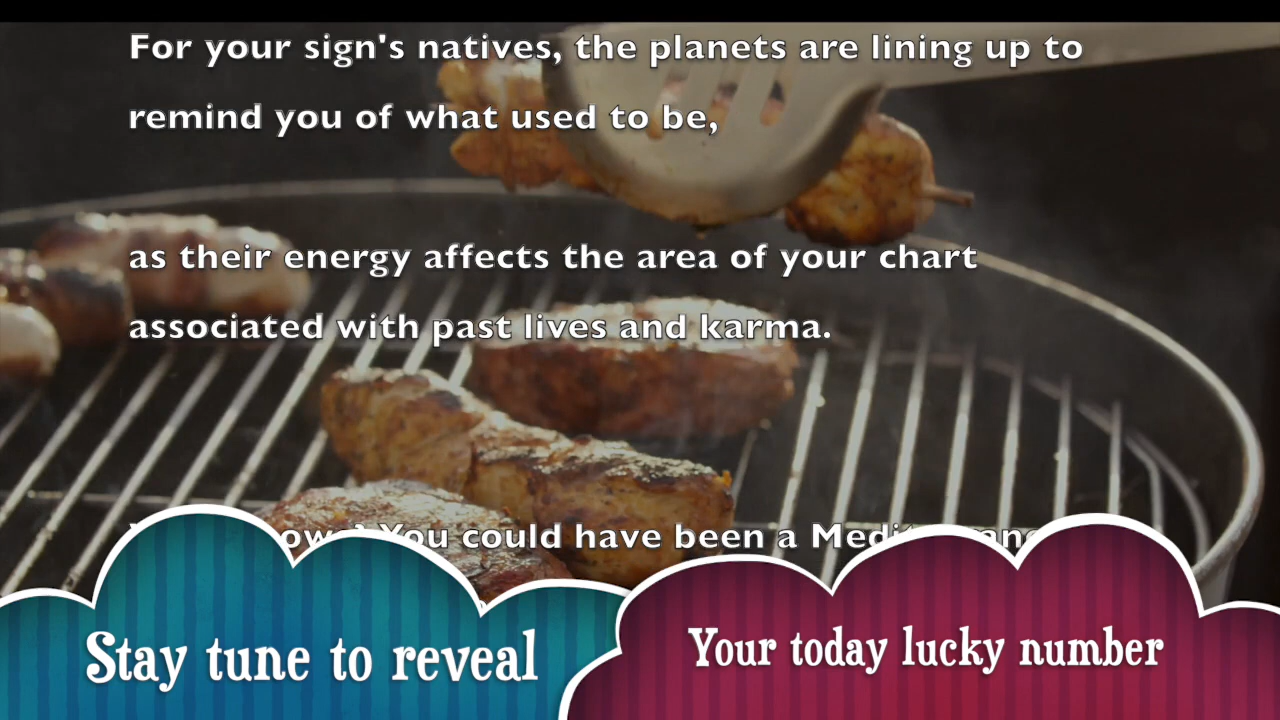 For your sign's natives, the planets are lining up to
remind you of what used to be,
as their energy affects the area of your chart
associated with past lives and karma.
You could have been a
Stay tune to reveal
Your today lucky number